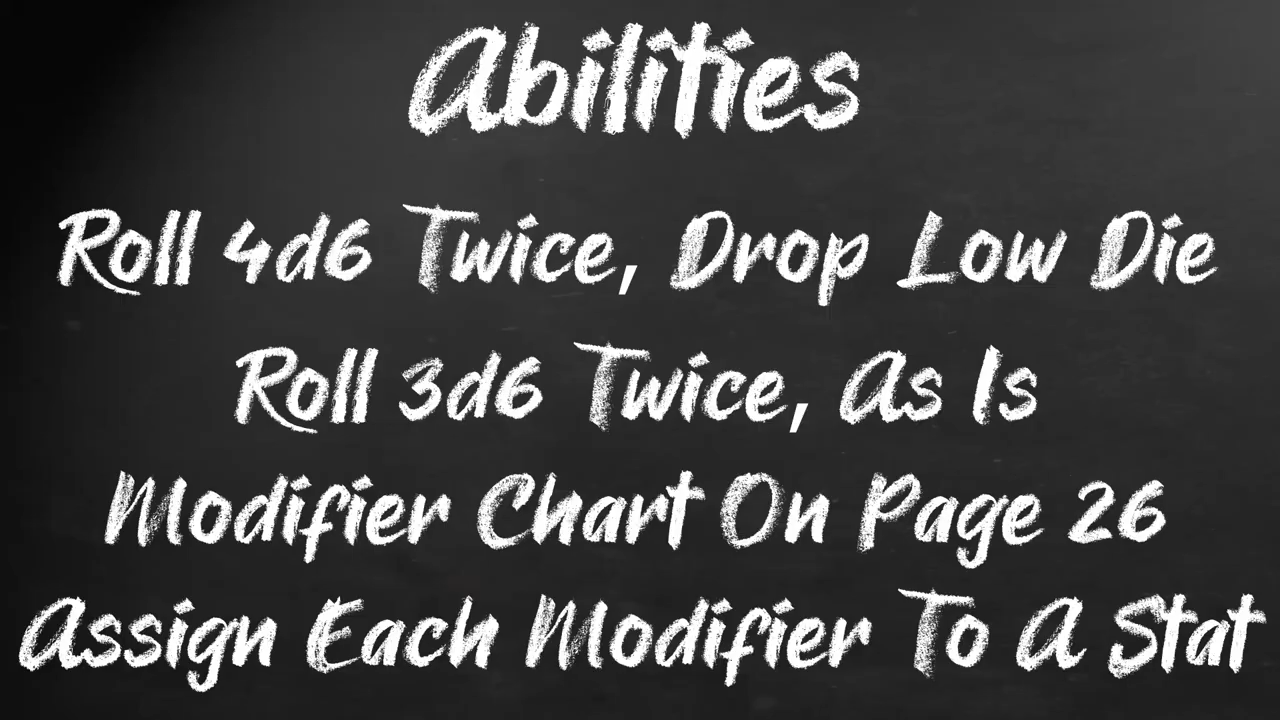 Abilities
Roll 4d6 Twice, Drop Low Die
Roll 3d6 Twice, As Is
Modifier Chart On Page 26
Assign Each Modifier To A Stat